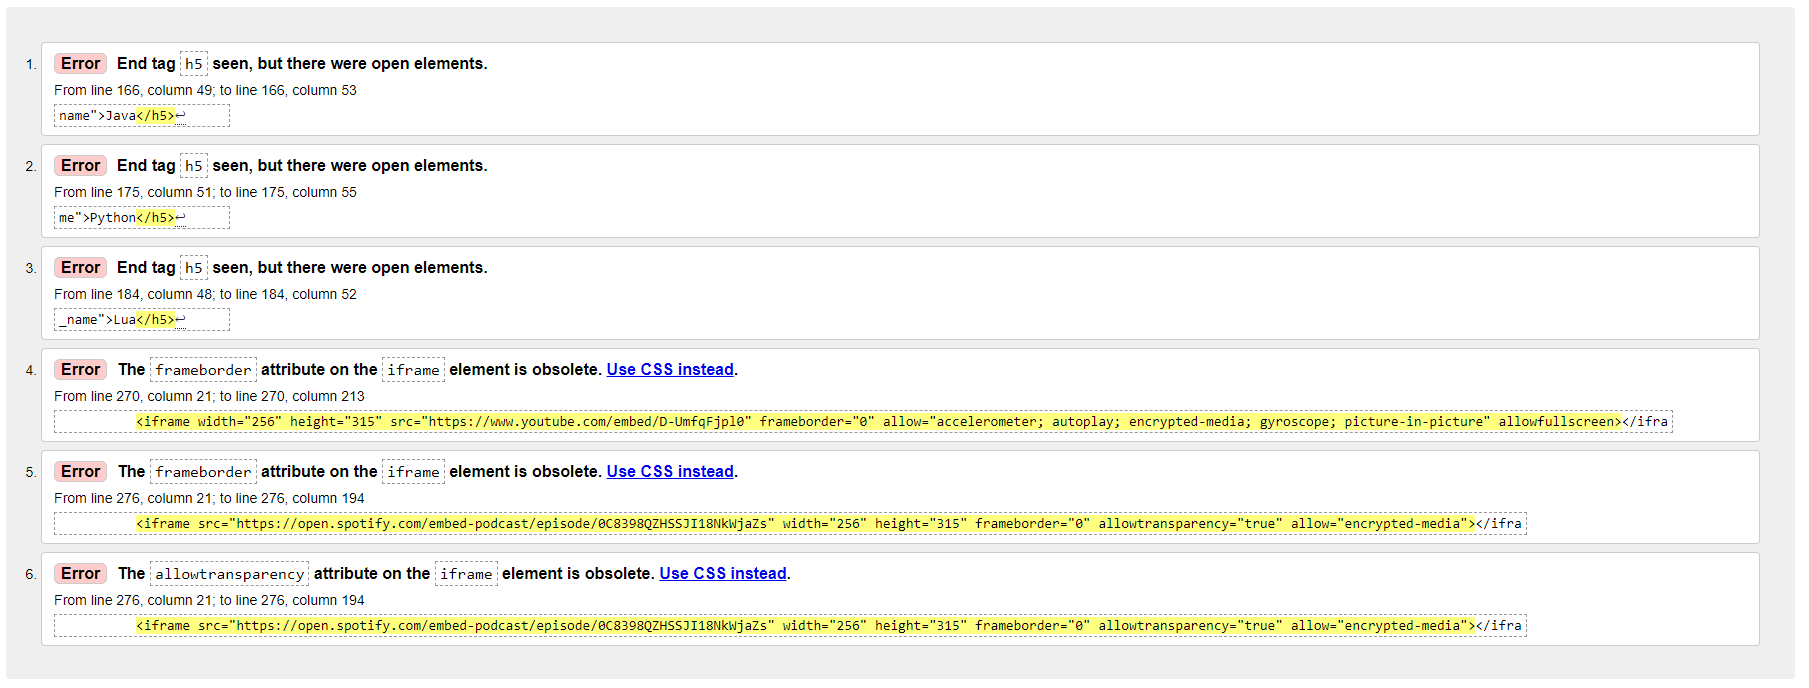 1. Error End tag h5 seen, but there were open elements.
From line 166, column 49; to line 166, column 53
name">Java</h5>↩
2. Error End tag h5 seen, but there were open elements.
From line 175, column 51; to line 175, column 55
me">Python</h5>↩
3. Error End tag h5 seen, but there were open elements.
From line 184, column 48; to line 184, column 52
_name">Lua</h5>↩
4. Error The frameborder attribute on the iframe element is obsolete. Use CSS instead.
From line 270, column 21; to line 270, column 213
<iframe width="256" height="315" src="https://www.youtube.com/embed/D-UmfqFjpl0" frameborder="0" allow="accelerometer; autoplay; encrypted-media; gyroscope; picture-in-picture" allowfullscreen></ifra
5. Error The frameborder attribute on the iframe element is obsolete. Use CSS instead.
From line 276, column 21; to line 276, column 194
<iframe src="https://open.spotify.com/embed-podcast/episode/0C8398QZHSSJI18NkWjaZs" width="256" height="315" frameborder="0" allowtransparency="true" allow="encrypted-media"></ifra
6. Error The allowtransparency attribute on the iframe element is obsolete. Use CSS instead.
From line 276, column 21; to line 276, column 194
<iframe src="https://open.spotify.com/embed-podcast/episode/0C8398QZHSSJI18NkWjaZs" width="256" height="315" frameborder="0" allowtransparency="true" allow="encrypted-media"></ifra